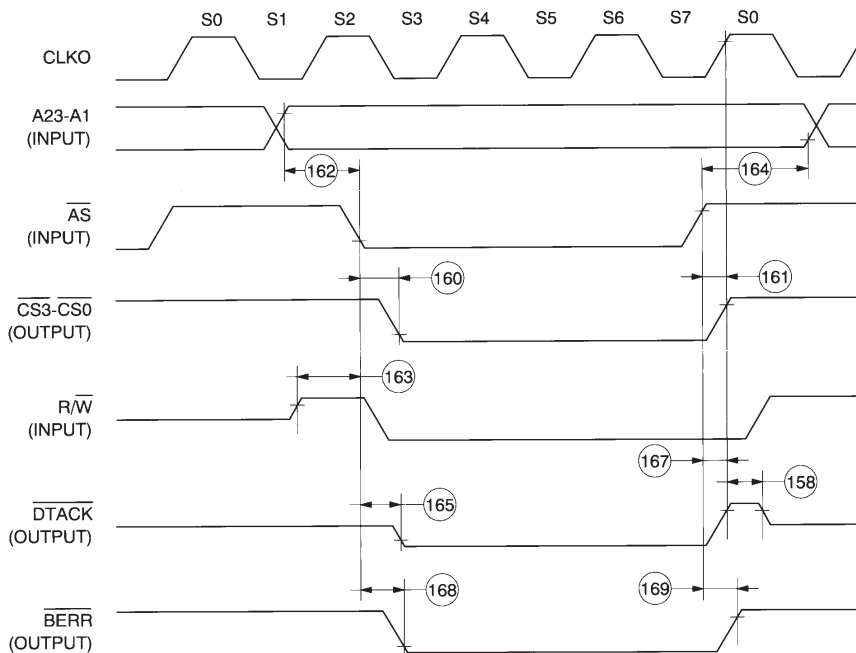 S0 S1 S2 S3 S4 S5 S6 S7 S0
CLKO
A23-A1
(INPUT)
162
164
AS
(INPUT)
160
161
CS3-CS0
(OUTPUT)
163
R/W
(INPUT)
167
158
165
DTACK
(OUTPUT)
168
169
BERR
(OUTPUT)